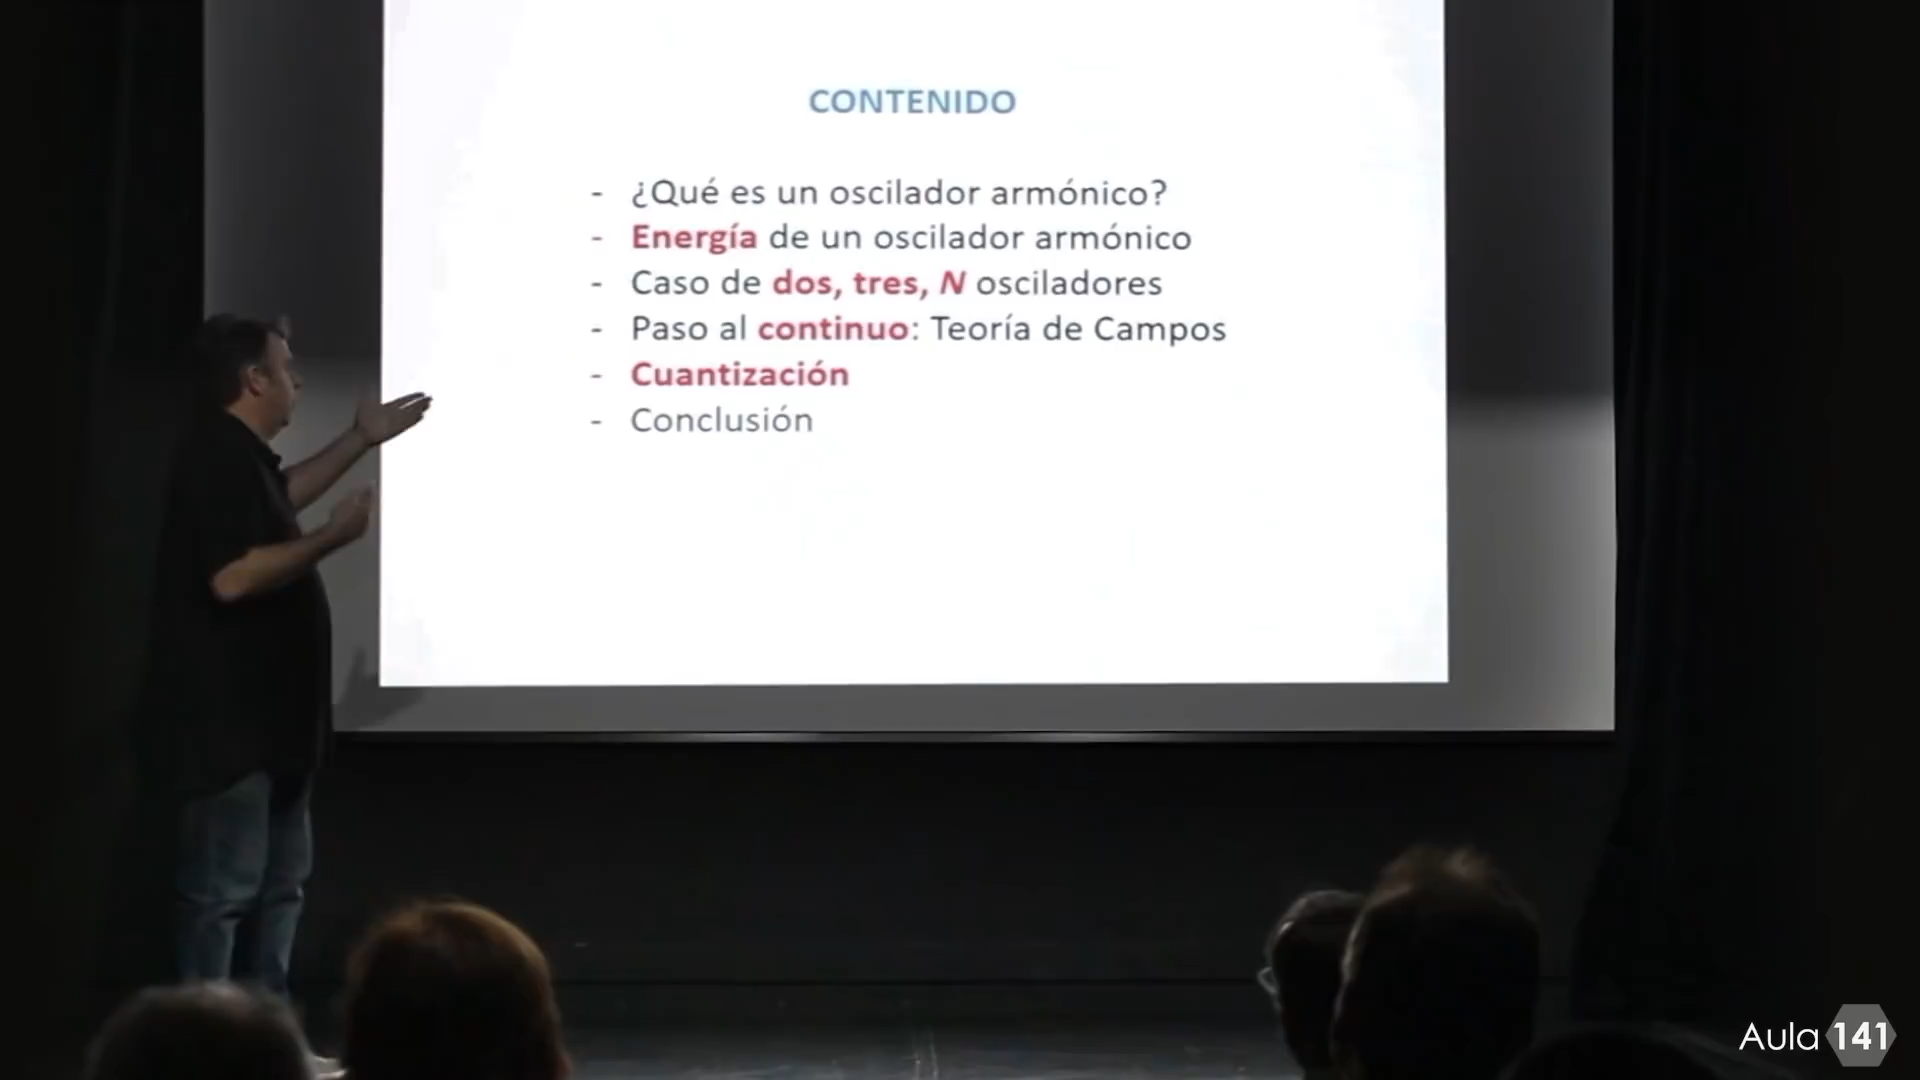 CONTENIDO
- ¿Qué es un oscilador armónico?
- Energía de un oscilador armónico
- Caso de dos, tres, N osciladores
- Paso al continuo: Teoría de Campos
- Cuantización
- Conclusión
Aula 141